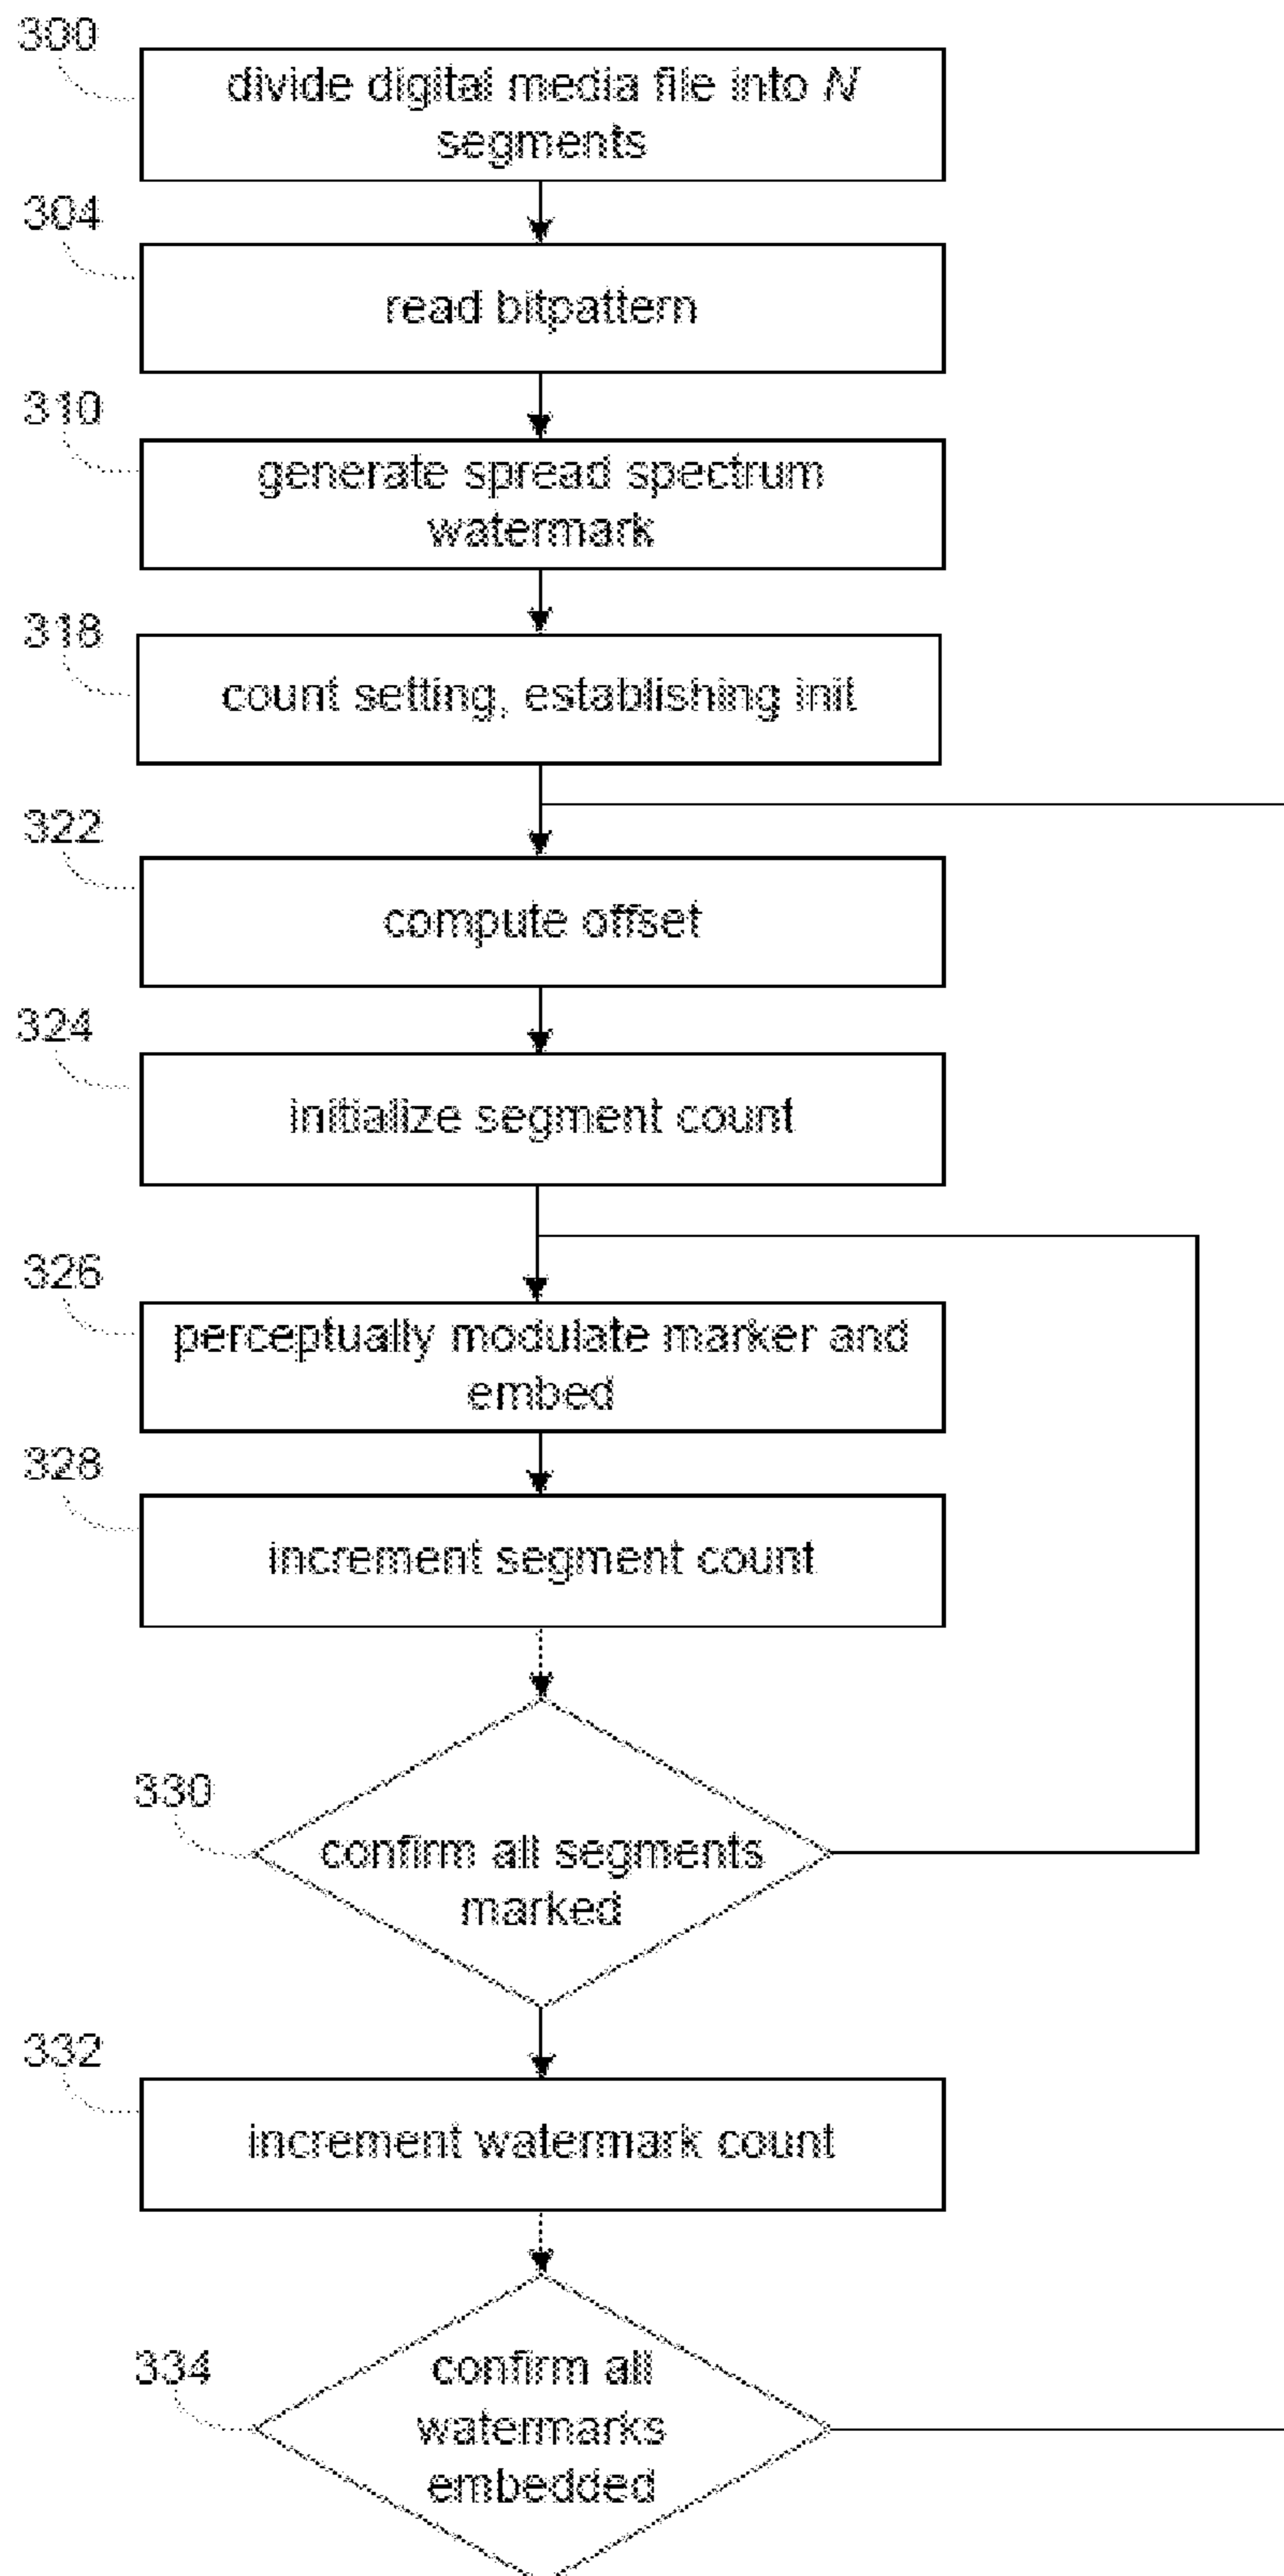 300
divide digital media file into N
segments
304
read bitpattern
310
generate spread spectrum
watermark
318
count setting, establishing init
322
compute offset
324
initialize segment count
326
perceptually modulate marker and
embed
328
increment segment count
330
confirm all segments
marked
332
increment watermark count
334
confirm all
watermarks
embedded